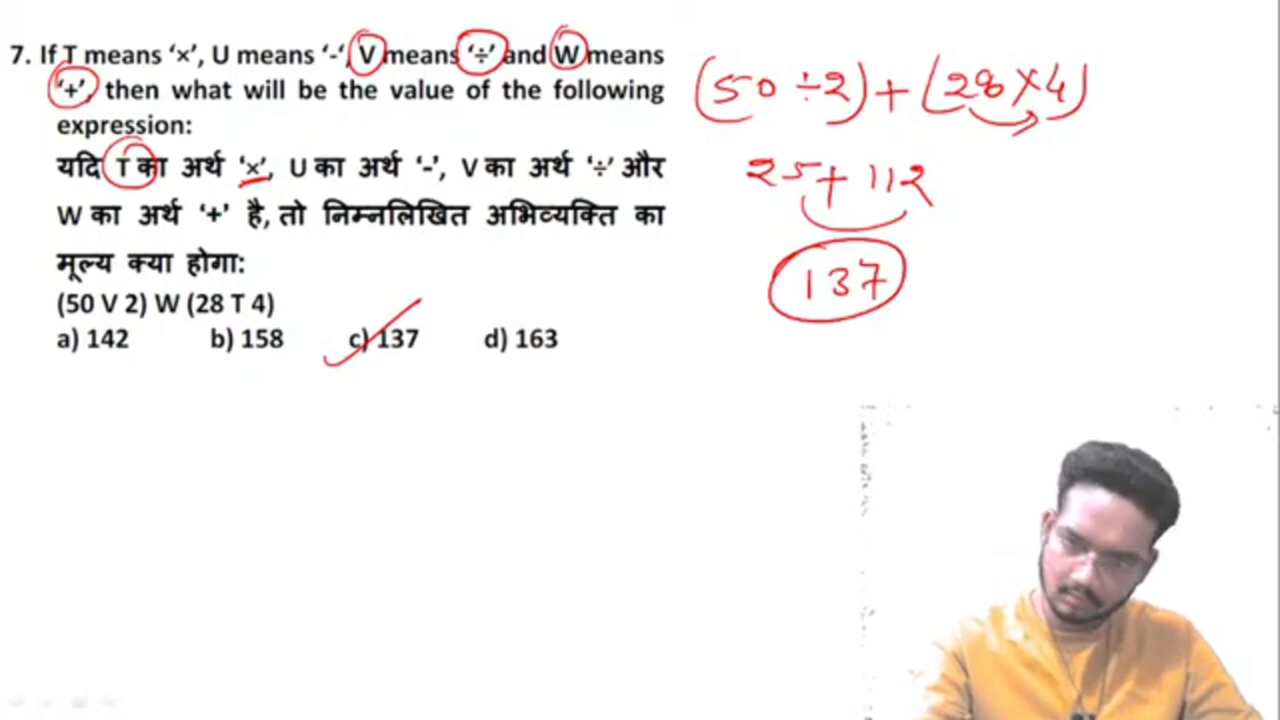 7. If T means ‘×’, U means ‘-‘, V means ‘÷’ and W means
‘+’, then what will be the value of the following
expression:
यदि T का अर्थ ‘×’, U का अर्थ ‘-’, V का अर्थ ‘÷’ और
W का अर्थ ‘+’ है, तो निम्नलिखित अभिव्यक्ति का
मूल्य क्या होगा:
(50 V 2) W (28 T 4)
a) 142 b) 158 c) 137 d) 163
(50 ÷2) + (28 × 4)
25 + 112
137